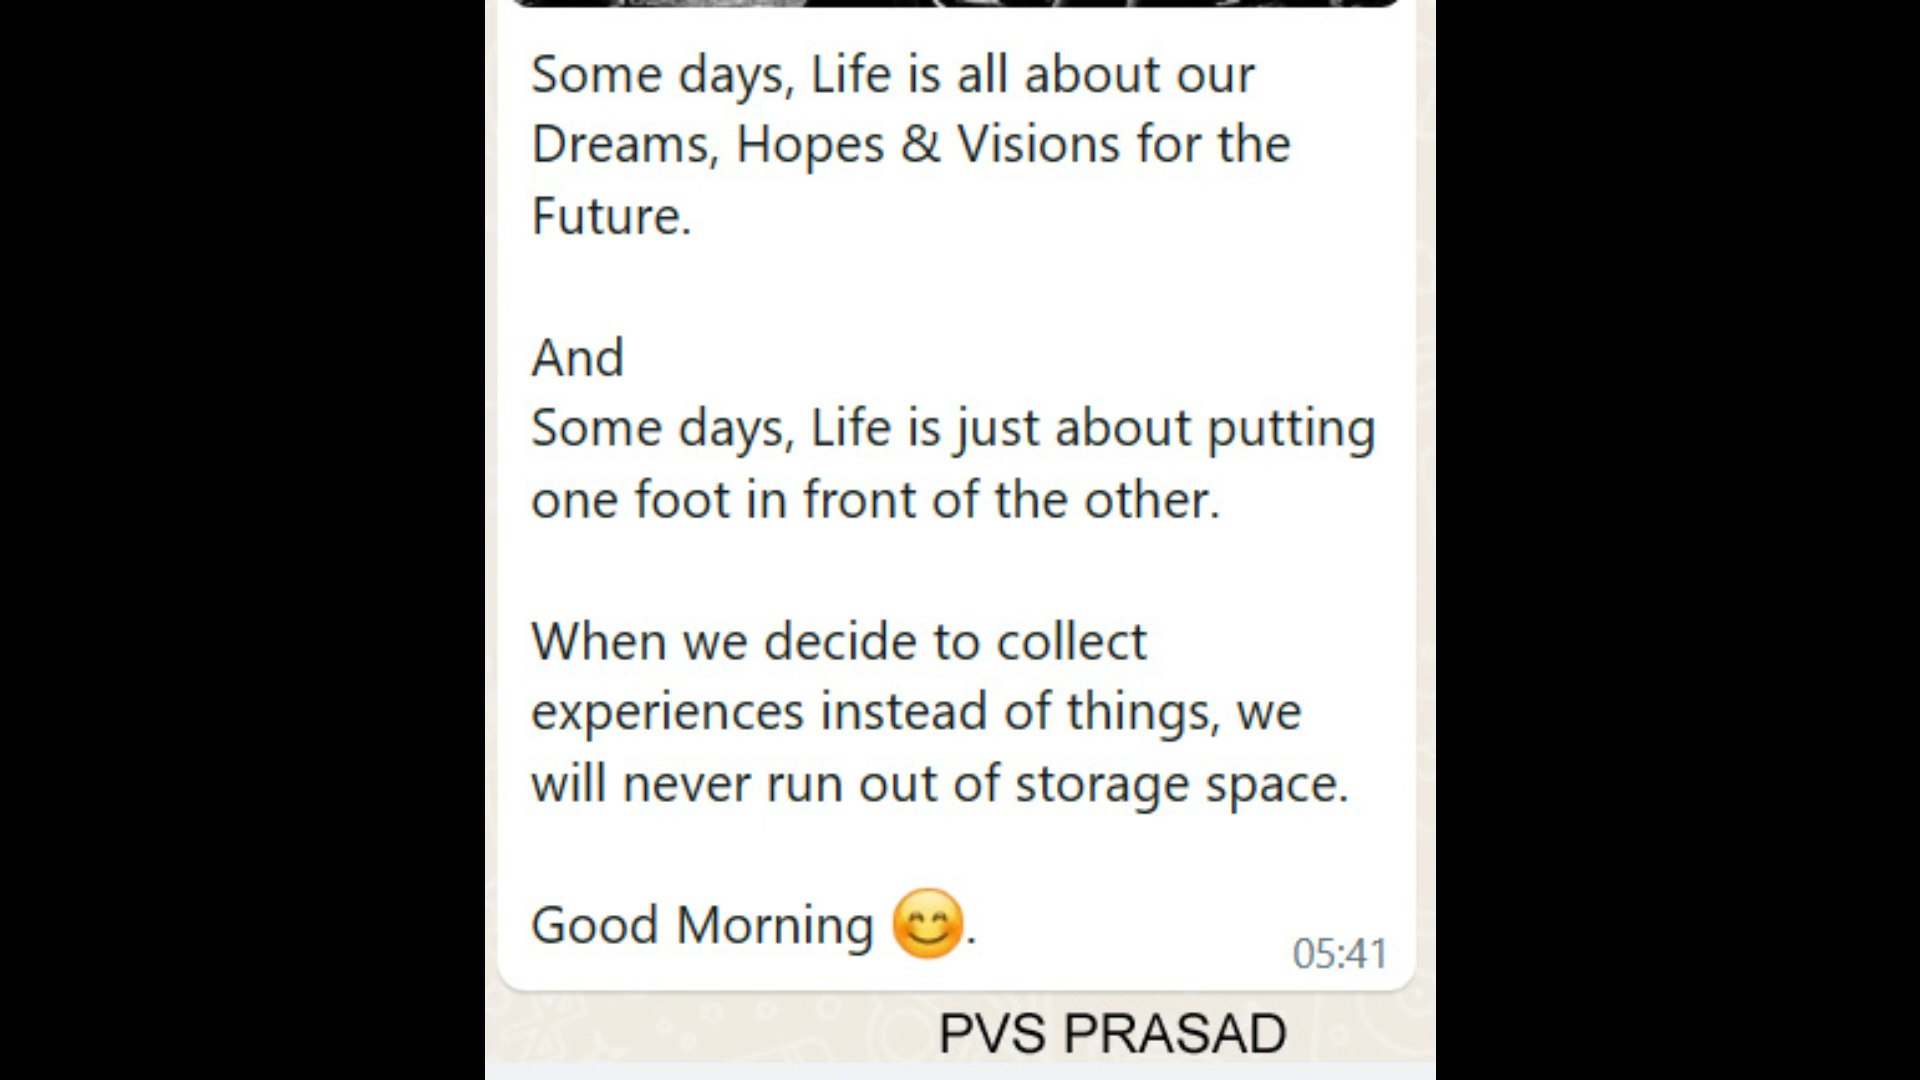 Some days, Life is all about our
Dreams, Hopes & Visions for the
Future.
And
Some days, Life is just about putting
one foot in front of the other.
When we decide to collect
experiences instead of things, we
will never run out of storage space.
Good Morning 😊.
05:41
PVS PRASAD